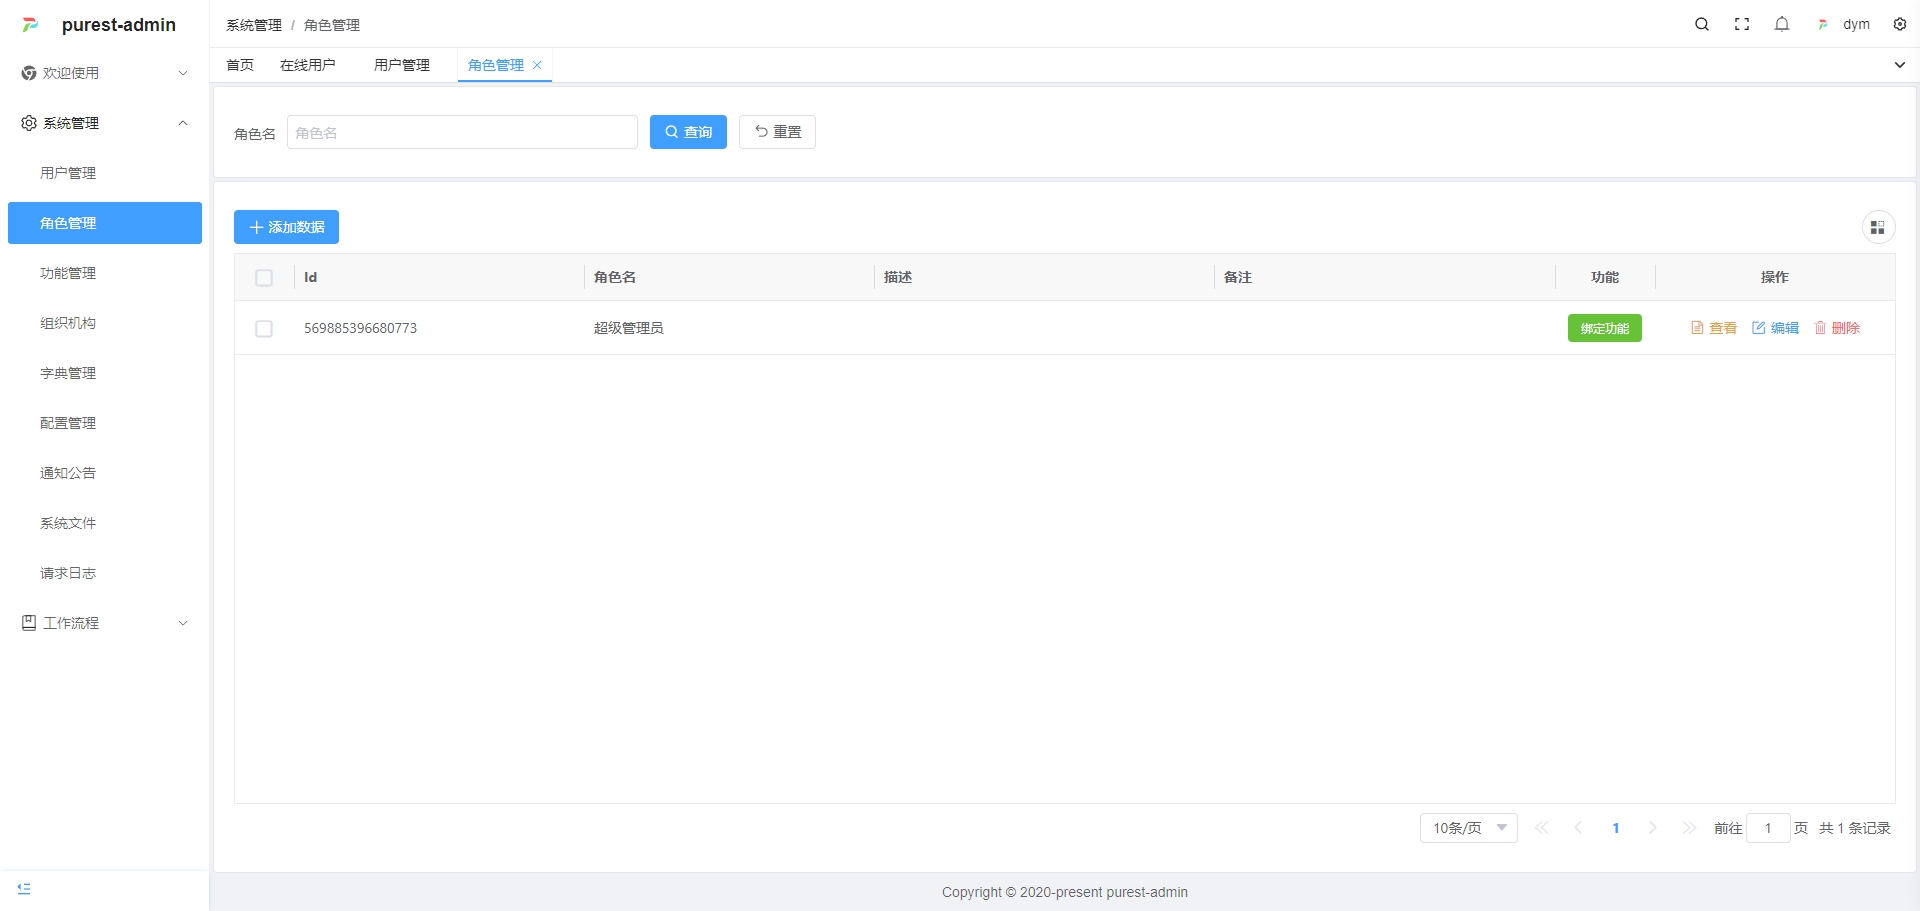 purest-admin
系统管理 / 角色管理
dym
首页 在线用户 用户管理 角色管理
欢迎使用
系统管理
用户管理
角色管理
功能管理
组织机构
字典管理
配置管理
通知公告
系统文件
请求日志
工作流程
角色名 角色名 查询 重置
添加数据
Id 角色名 描述 备注 功能 操作
569885396680773 超级管理员 绑定功能 查看 编辑 删除
10条/页 1 前往 1 页 共 1 条记录
Copyright © 2020-present purest-admin